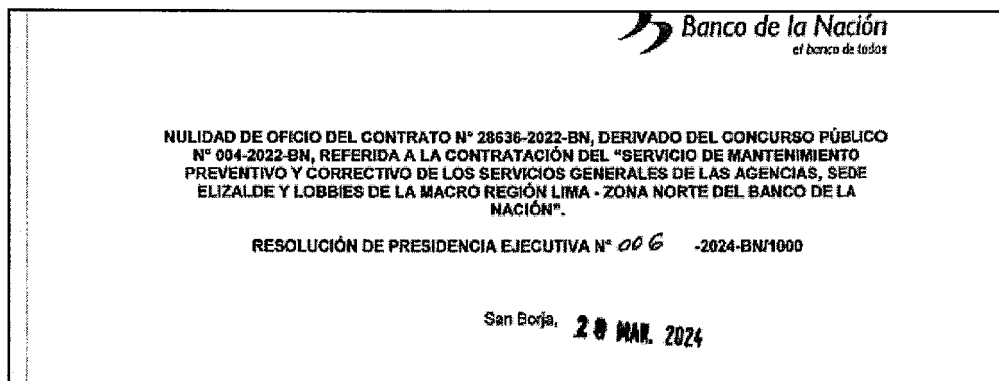 Banco de la Nación
el banco de todos
NULIDAD DE OFICIO DEL CONTRATO N° 28636-2022-BN, DERIVADO DEL CONCURSO PÚBLICO
N° 004-2022-BN, REFERIDA A LA CONTRATACIÓN DEL "SERVICIO DE MANTENIMIENTO
PREVENTIVO Y CORRECTIVO DE LOS SERVICIOS GENERALES DE LAS AGENCIAS, SEDE
ELIZALDE Y LOBBIES DE LA MACRO REGIÓN LIMA - ZONA NORTE DEL BANCO DE LA
NACIÓN".
RESOLUCIÓN DE PRESIDENCIA EJECUTIVA N° 006 -2024-BN/1000
San Borja, MAR. 2024